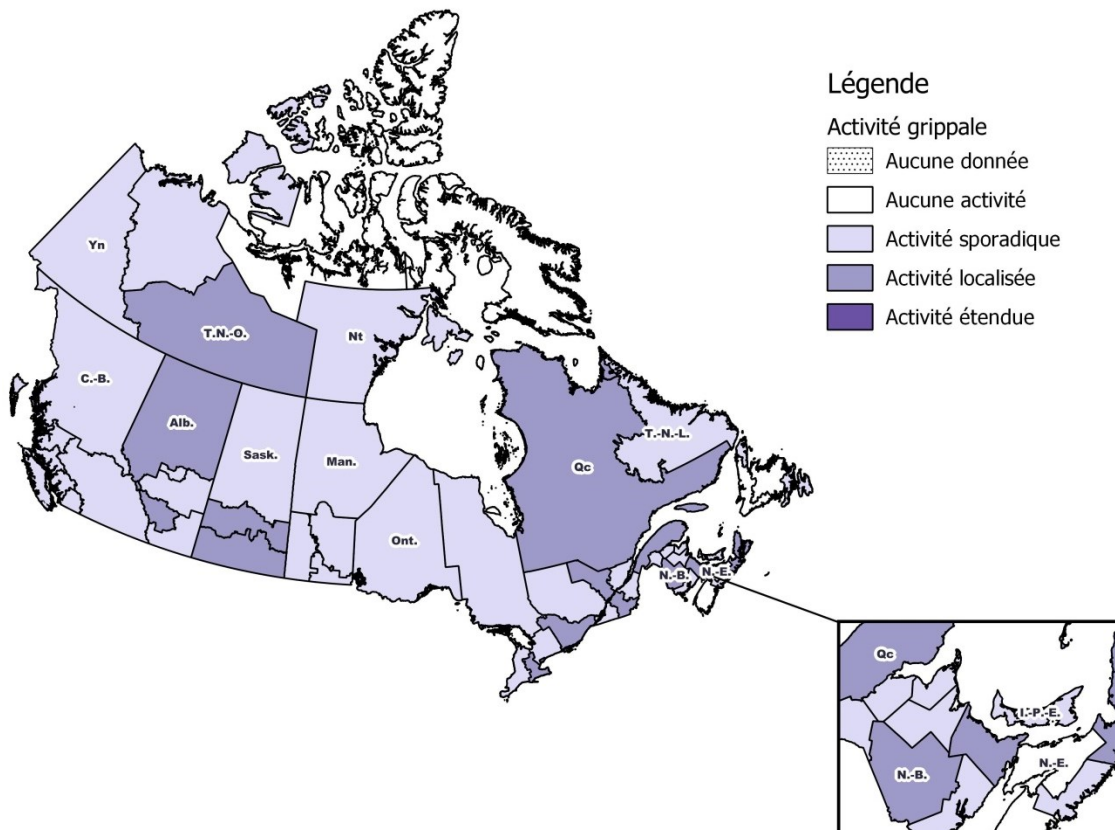 Légende
Activité grippale
Aucune donnée
Aucune activité
Activité sporadique
Activité localisée
Activité étendue
Yn
T.N.-O.
Nt
C.-B.
Alb.
Sask.
Man.
Ont.
Qc
T.-N.-L.
N.-B.
N.-E.
Qc
I.-P.-E.
N.-E.
N.-B.